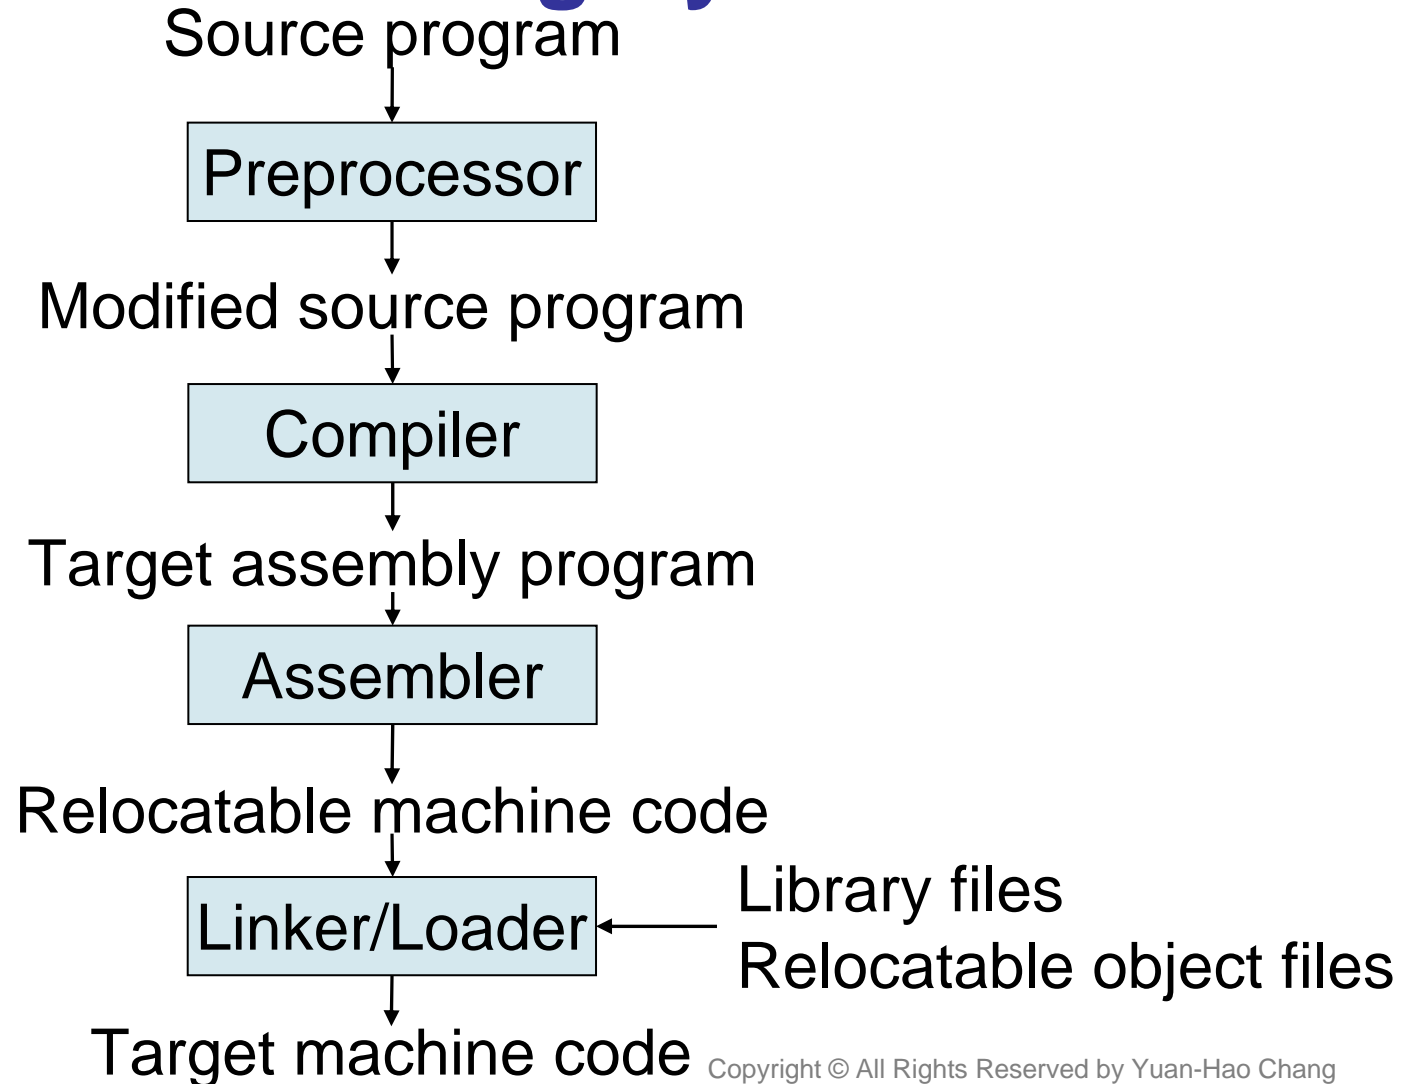 Source program
Preprocessor
Modified source program
Compiler
Target assembly program
Assembler
Relocatable machine code
Library files
Linker/Loader
Relocatable object files
Target machine code
Copyright © All Rights Reserved by Yuan-Hao Chang